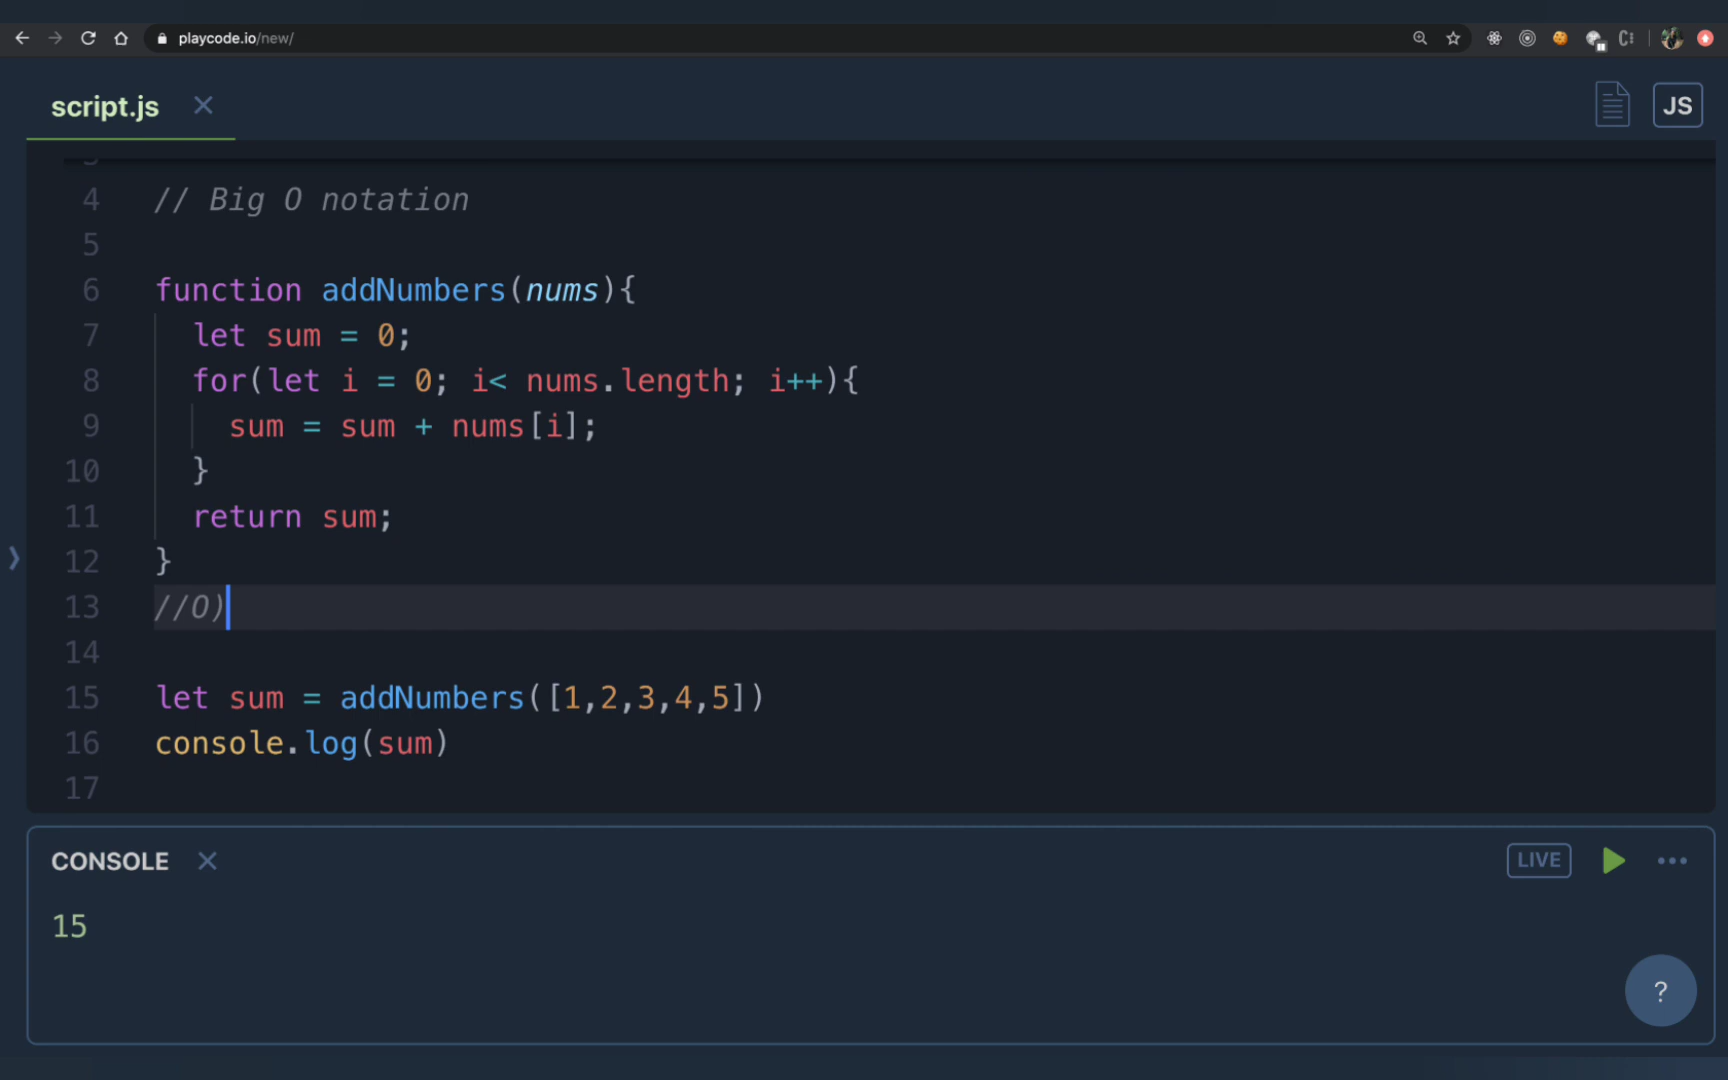 playcode.io/new/
script.js
JS
4 // Big O notation
5
6 function addNumbers(nums){
7 let sum = 0;
8 for(let i = 0; i< nums.length; i++){
9 sum = sum + nums[i];
10 }
11 return sum;
12 }
13 //O)
14
15 let sum = addNumbers([1,2,3,4,5])
16 console.log(sum)
17
CONSOLE
LIVE
15
?